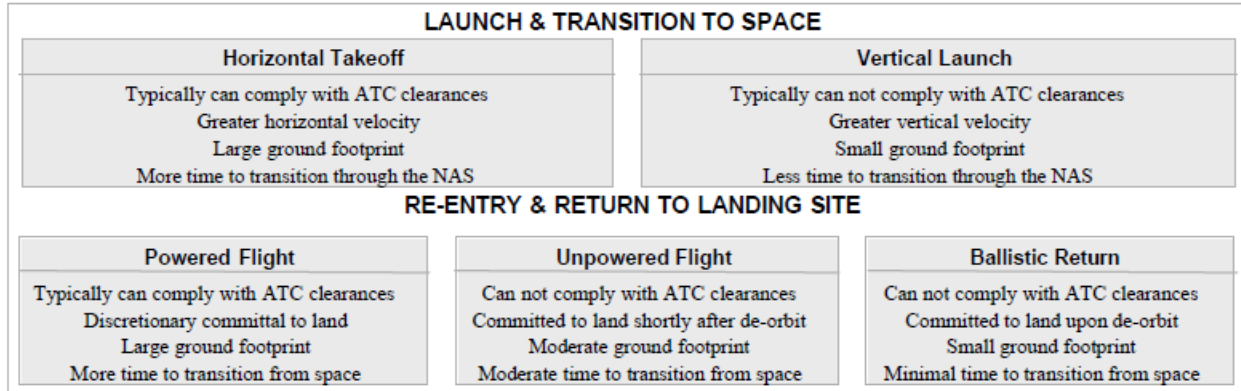 LAUNCH & TRANSITION TO SPACE
Horizontal Takeoff
Typically can comply with ATC clearances
Greater horizontal velocity
Large ground footprint
More time to transition through the NAS
Vertical Launch
Typically can not comply with ATC clearances
Greater vertical velocity
Small ground footprint
Less time to transition through the NAS
RE-ENTRY & RETURN TO LANDING SITE
Powered Flight
Typically can comply with ATC clearances
Discretionary committal to land
Large ground footprint
More time to transition from space
Unpowered Flight
Can not comply with ATC clearances
Committed to land shortly after de-orbit
Moderate ground footprint
Moderate time to transition from space
Ballistic Return
Can not comply with ATC clearances
Committed to land upon de-orbit
Small ground footprint
Minimal time to transition from space